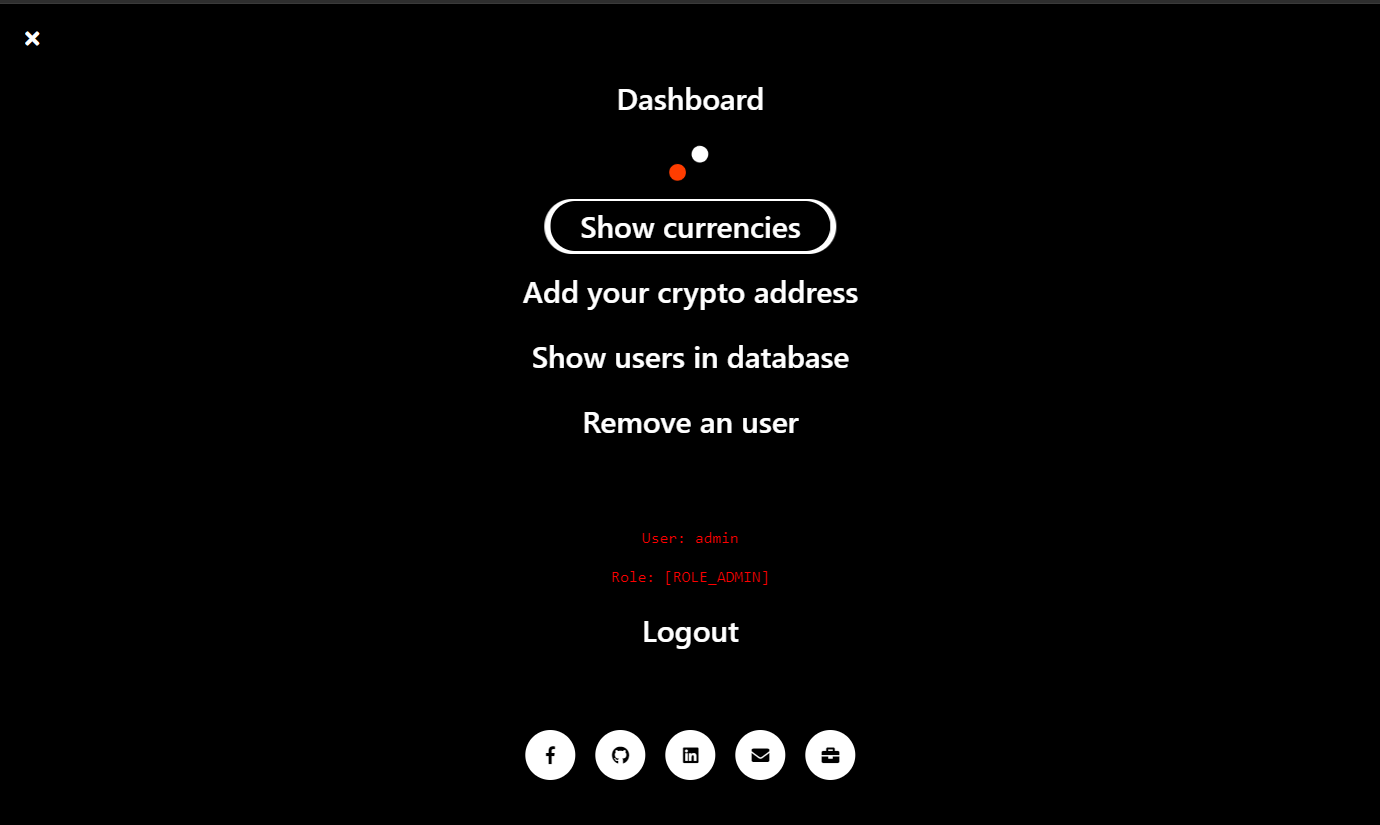 Dashboard
Show currencies
Add your crypto address
Show users in database
Remove an user
User: admin
Role: [ROLE_ADMIN]
Logout